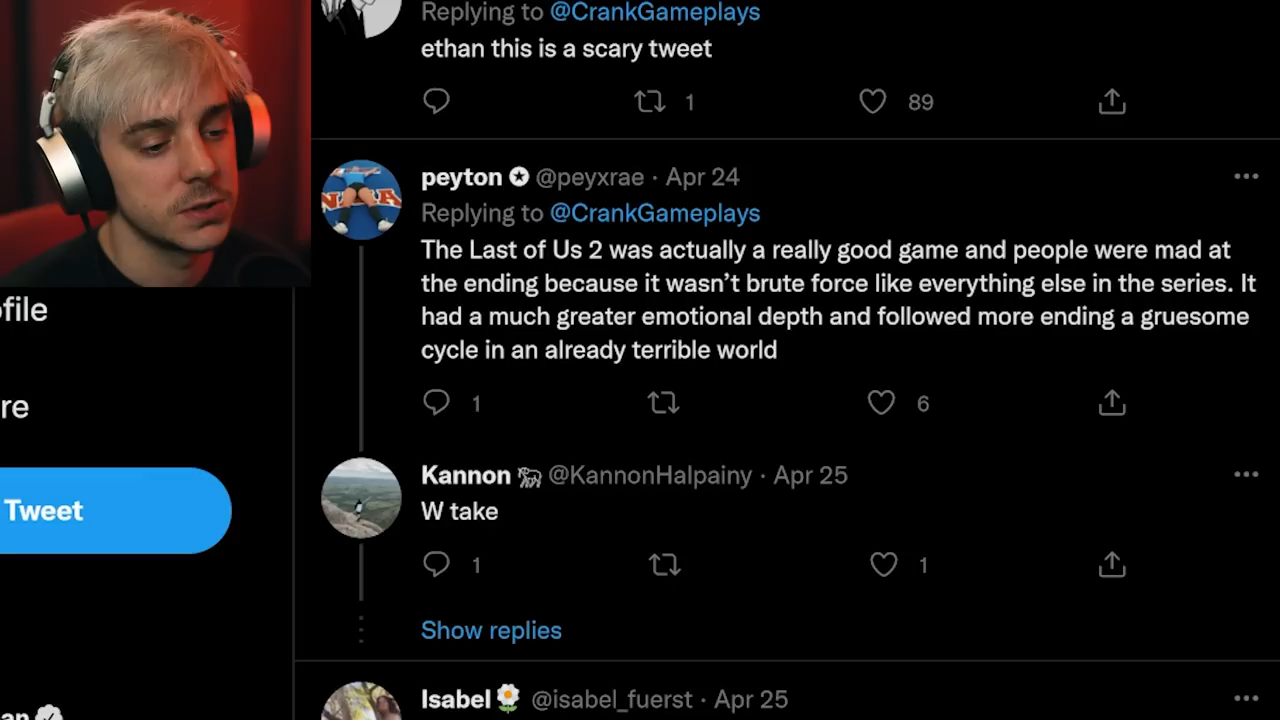 Replying to @CrankGameplays
ethan this is a scary tweet
1 89
peyton @peyxrae · Apr 24
Replying to @CrankGameplays
The Last of Us 2 was actually a really good game and people were mad at
the ending because it wasn’t brute force like everything else in the series. It
had a much greater emotional depth and followed more ending a gruesome
cycle in an already terrible world
1 6
Kannon @KannonHalpainy · Apr 25
W take
1 1
Show replies
Isabel @isabel_fuerst · Apr 25
ofile
re
Tweet